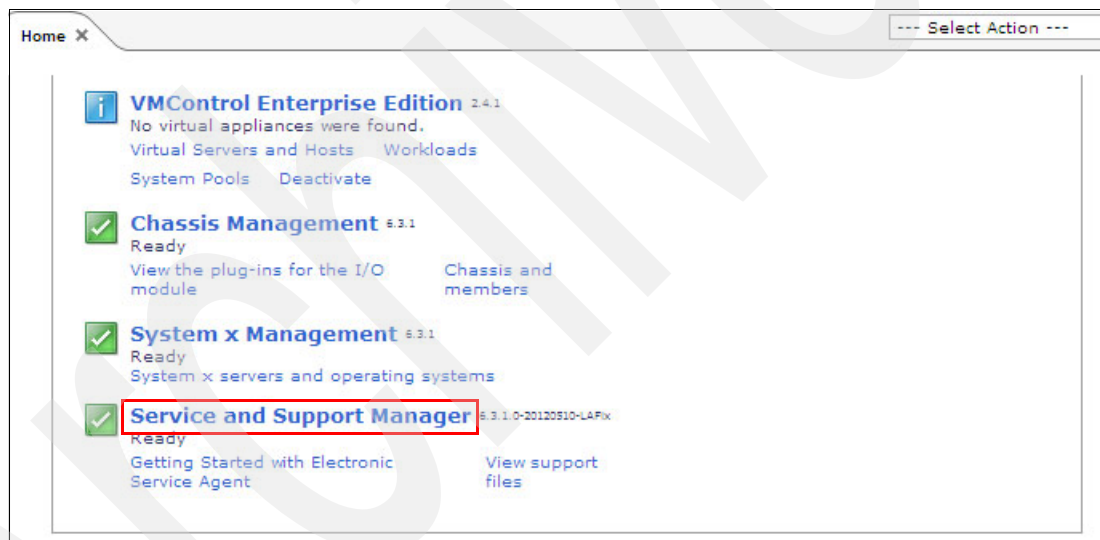 Home X
--- Select Action ---
VMControl Enterprise Edition 2.4.1
No virtual appliances were found.
Virtual Servers and Hosts Workloads
System Pools Deactivate
Chassis Management 6.3.1
Ready
View the plug-ins for the I/O Chassis and
module members
System x Management 6.3.1
Ready
System x servers and operating systems
Service and Support Manager 6.3.1.0-20120510-LAFix
Ready
Getting Started with Electronic View support
Service Agent files